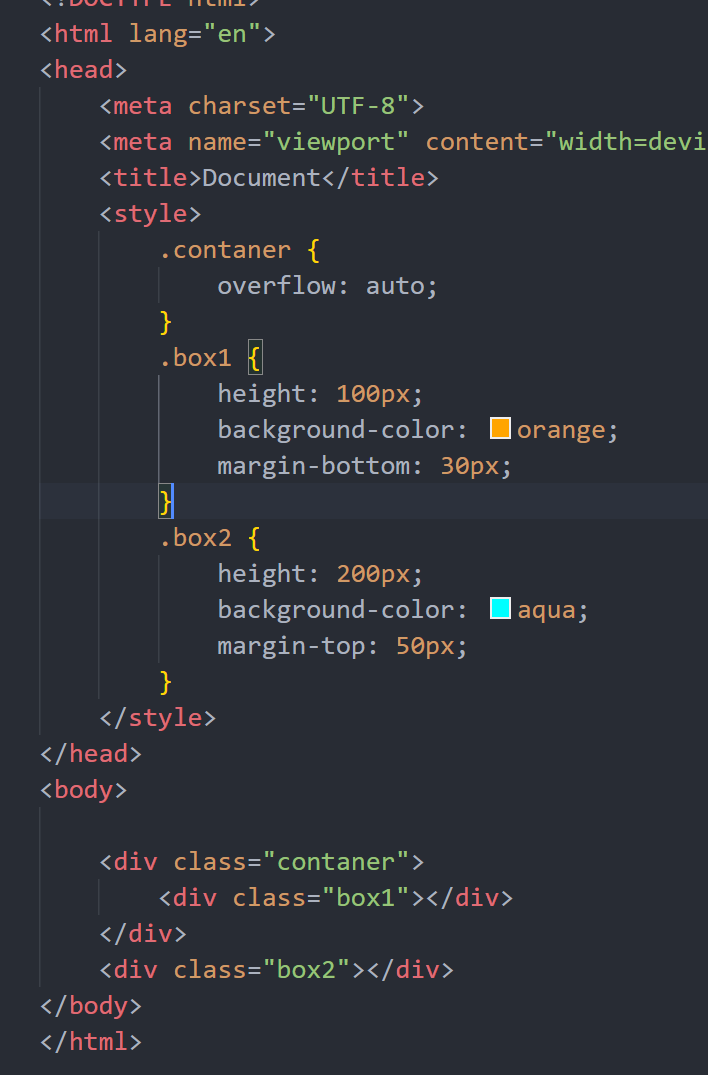 <!DOCTYPE html>
<html lang="en">
<head>
    <meta charset="UTF-8">
    <meta name="viewport" content="width=devi
    <title>Document</title>
    <style>
        .contaner {
            overflow: auto;
        }
        .box1 {
            height: 100px;
            background-color: orange;
            margin-bottom: 30px;
        }
        .box2 {
            height: 200px;
            background-color: aqua;
            margin-top: 50px;
        }
    </style>
</head>
<body>

    <div class="contaner">
        <div class="box1"></div>
    </div>
    <div class="box2"></div>
</body>
</html>